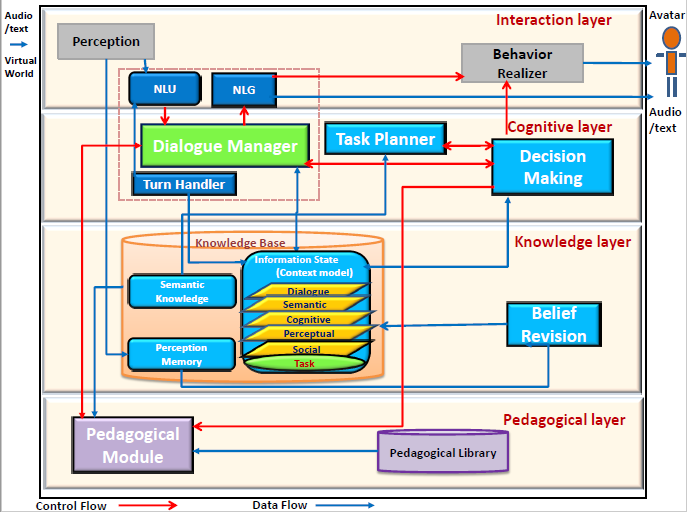 Audio
/text
Virtual
World
Interaction layer
Avatar
Perception
Behavior
Realizer
NLU
NLG
Audio
/text
Cognitive layer
Dialogue Manager
Task Planner
Decision
Making
Turn Handler
Knowledge layer
Knowledge Base
Information State
(Context model)
Semantic
Knowledge
Dialogue
Semantic
Cognitive
Perceptual
Social
Task
Perception
Memory
Belief
Revision
Pedagogical layer
Pedagogical
Module
Pedagogical Library
Control Flow
Data Flow